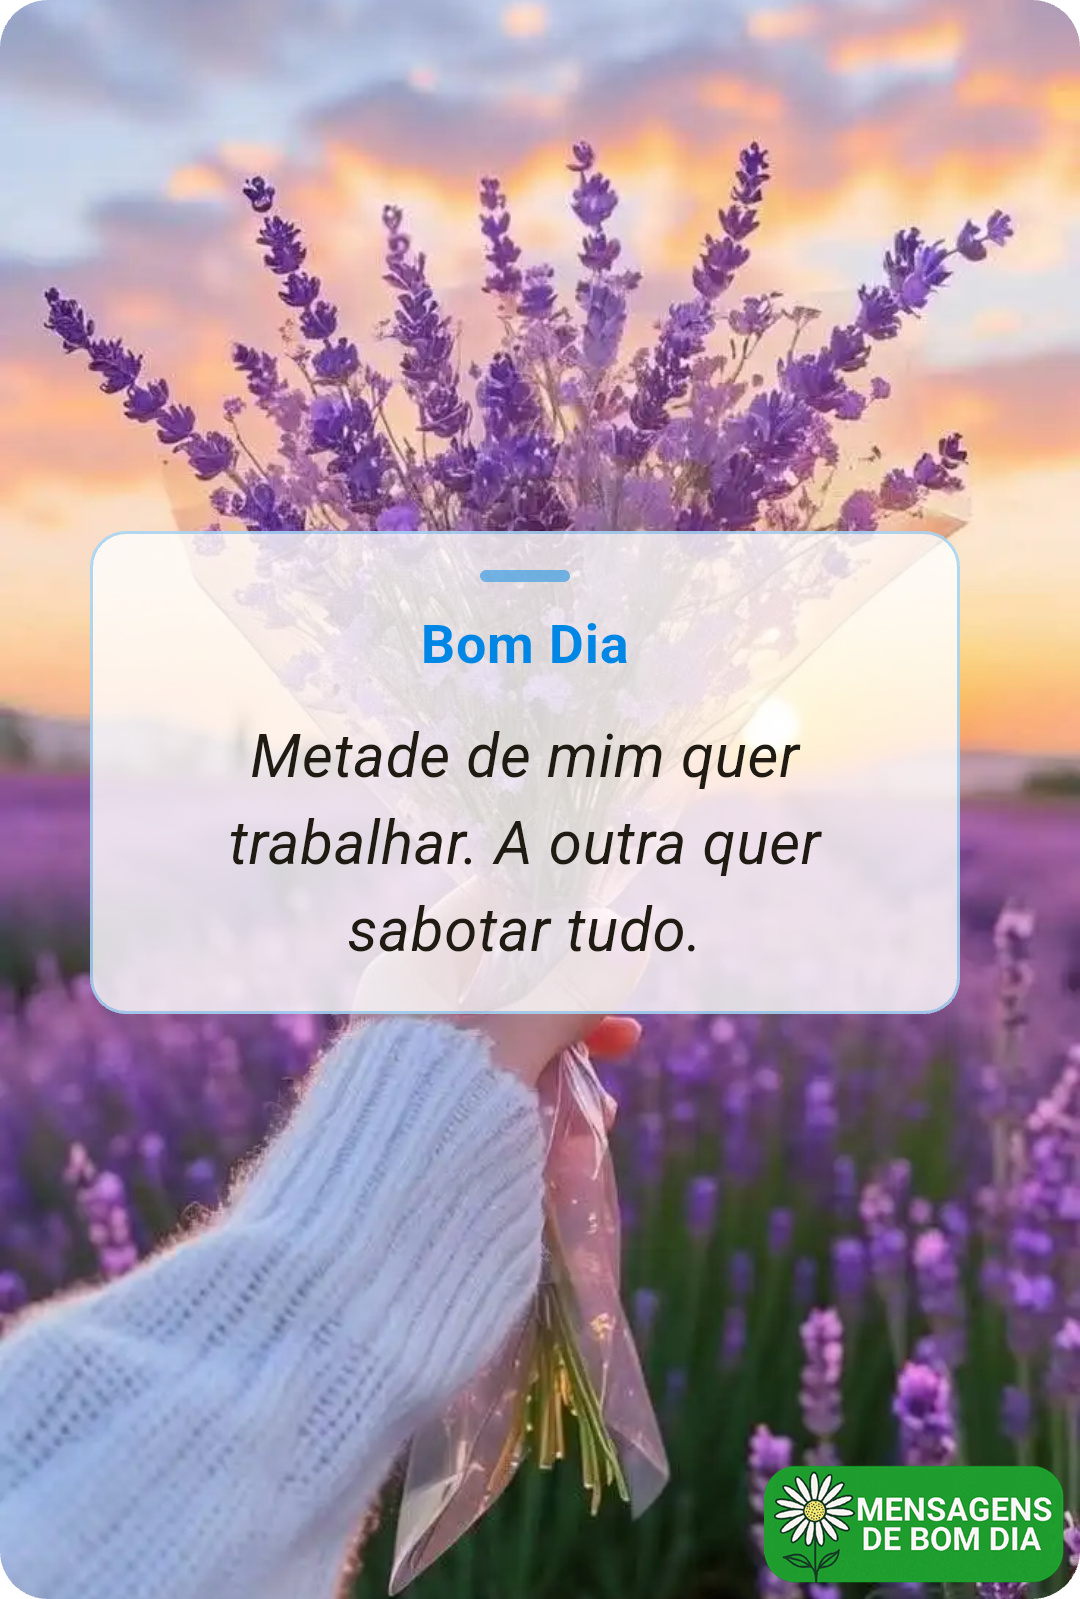 Bom Dia
Metade de mim quer
trabalhar. A outra quer
sabotar tudo.
MENSAGENS
DE BOM DIA